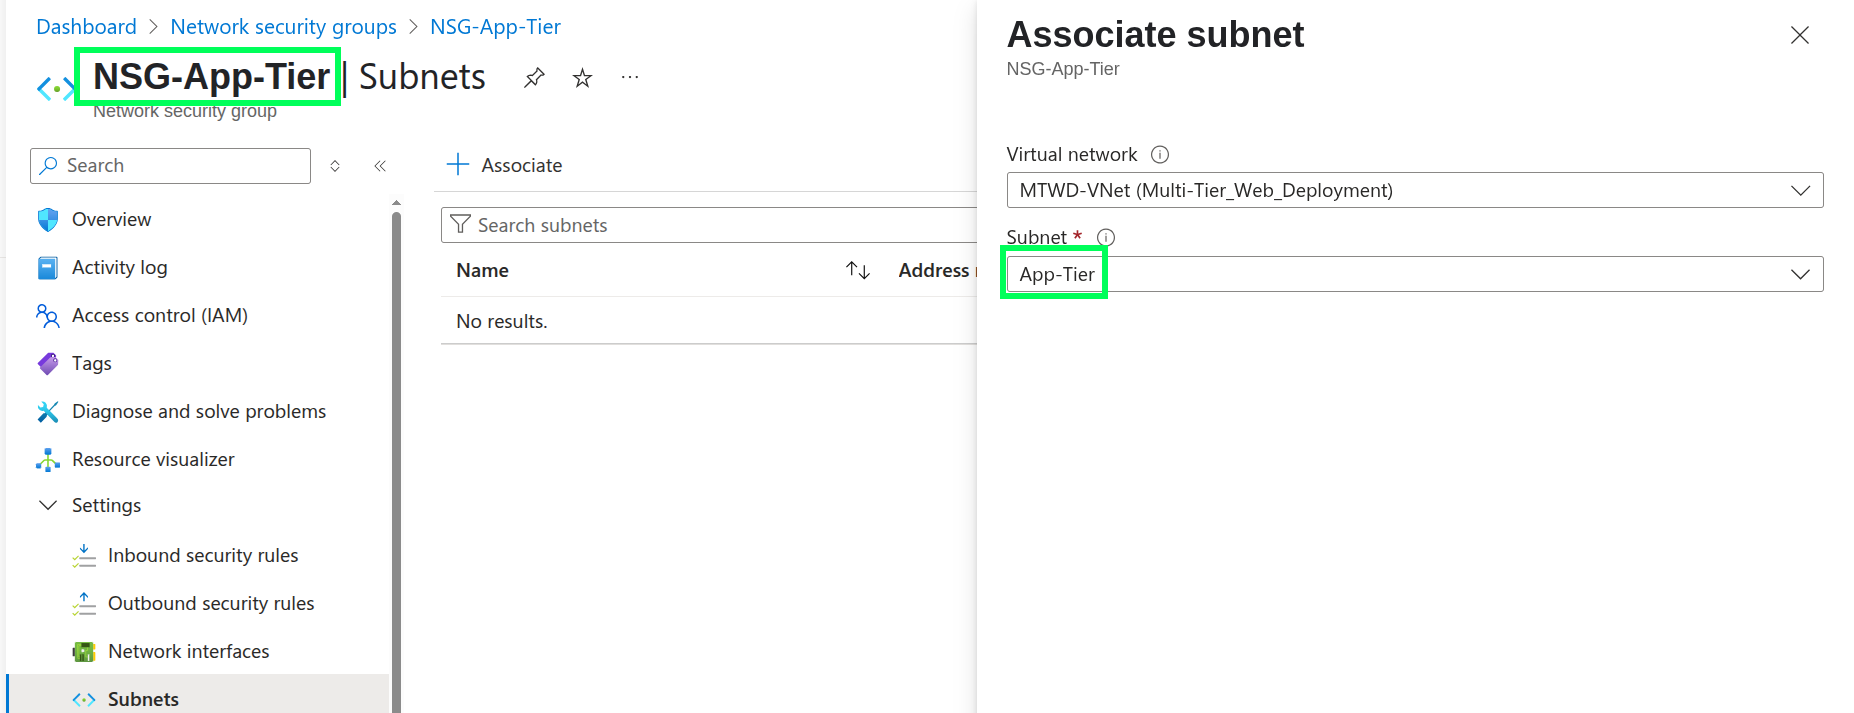 Dashboard > Network security groups > NSG-App-Tier
NSG-App-Tier | Subnets
Network security group
Search
Overview
Activity log
Access control (IAM)
Tags
Diagnose and solve problems
Resource visualizer
Settings
Inbound security rules
Outbound security rules
Network interfaces
Subnets
Associate
Search subnets
Name Address
No results.
Associate subnet
NSG-App-Tier
Virtual network
MTWD-VNet (Multi-Tier_Web_Deployment)
Subnet *
App-Tier